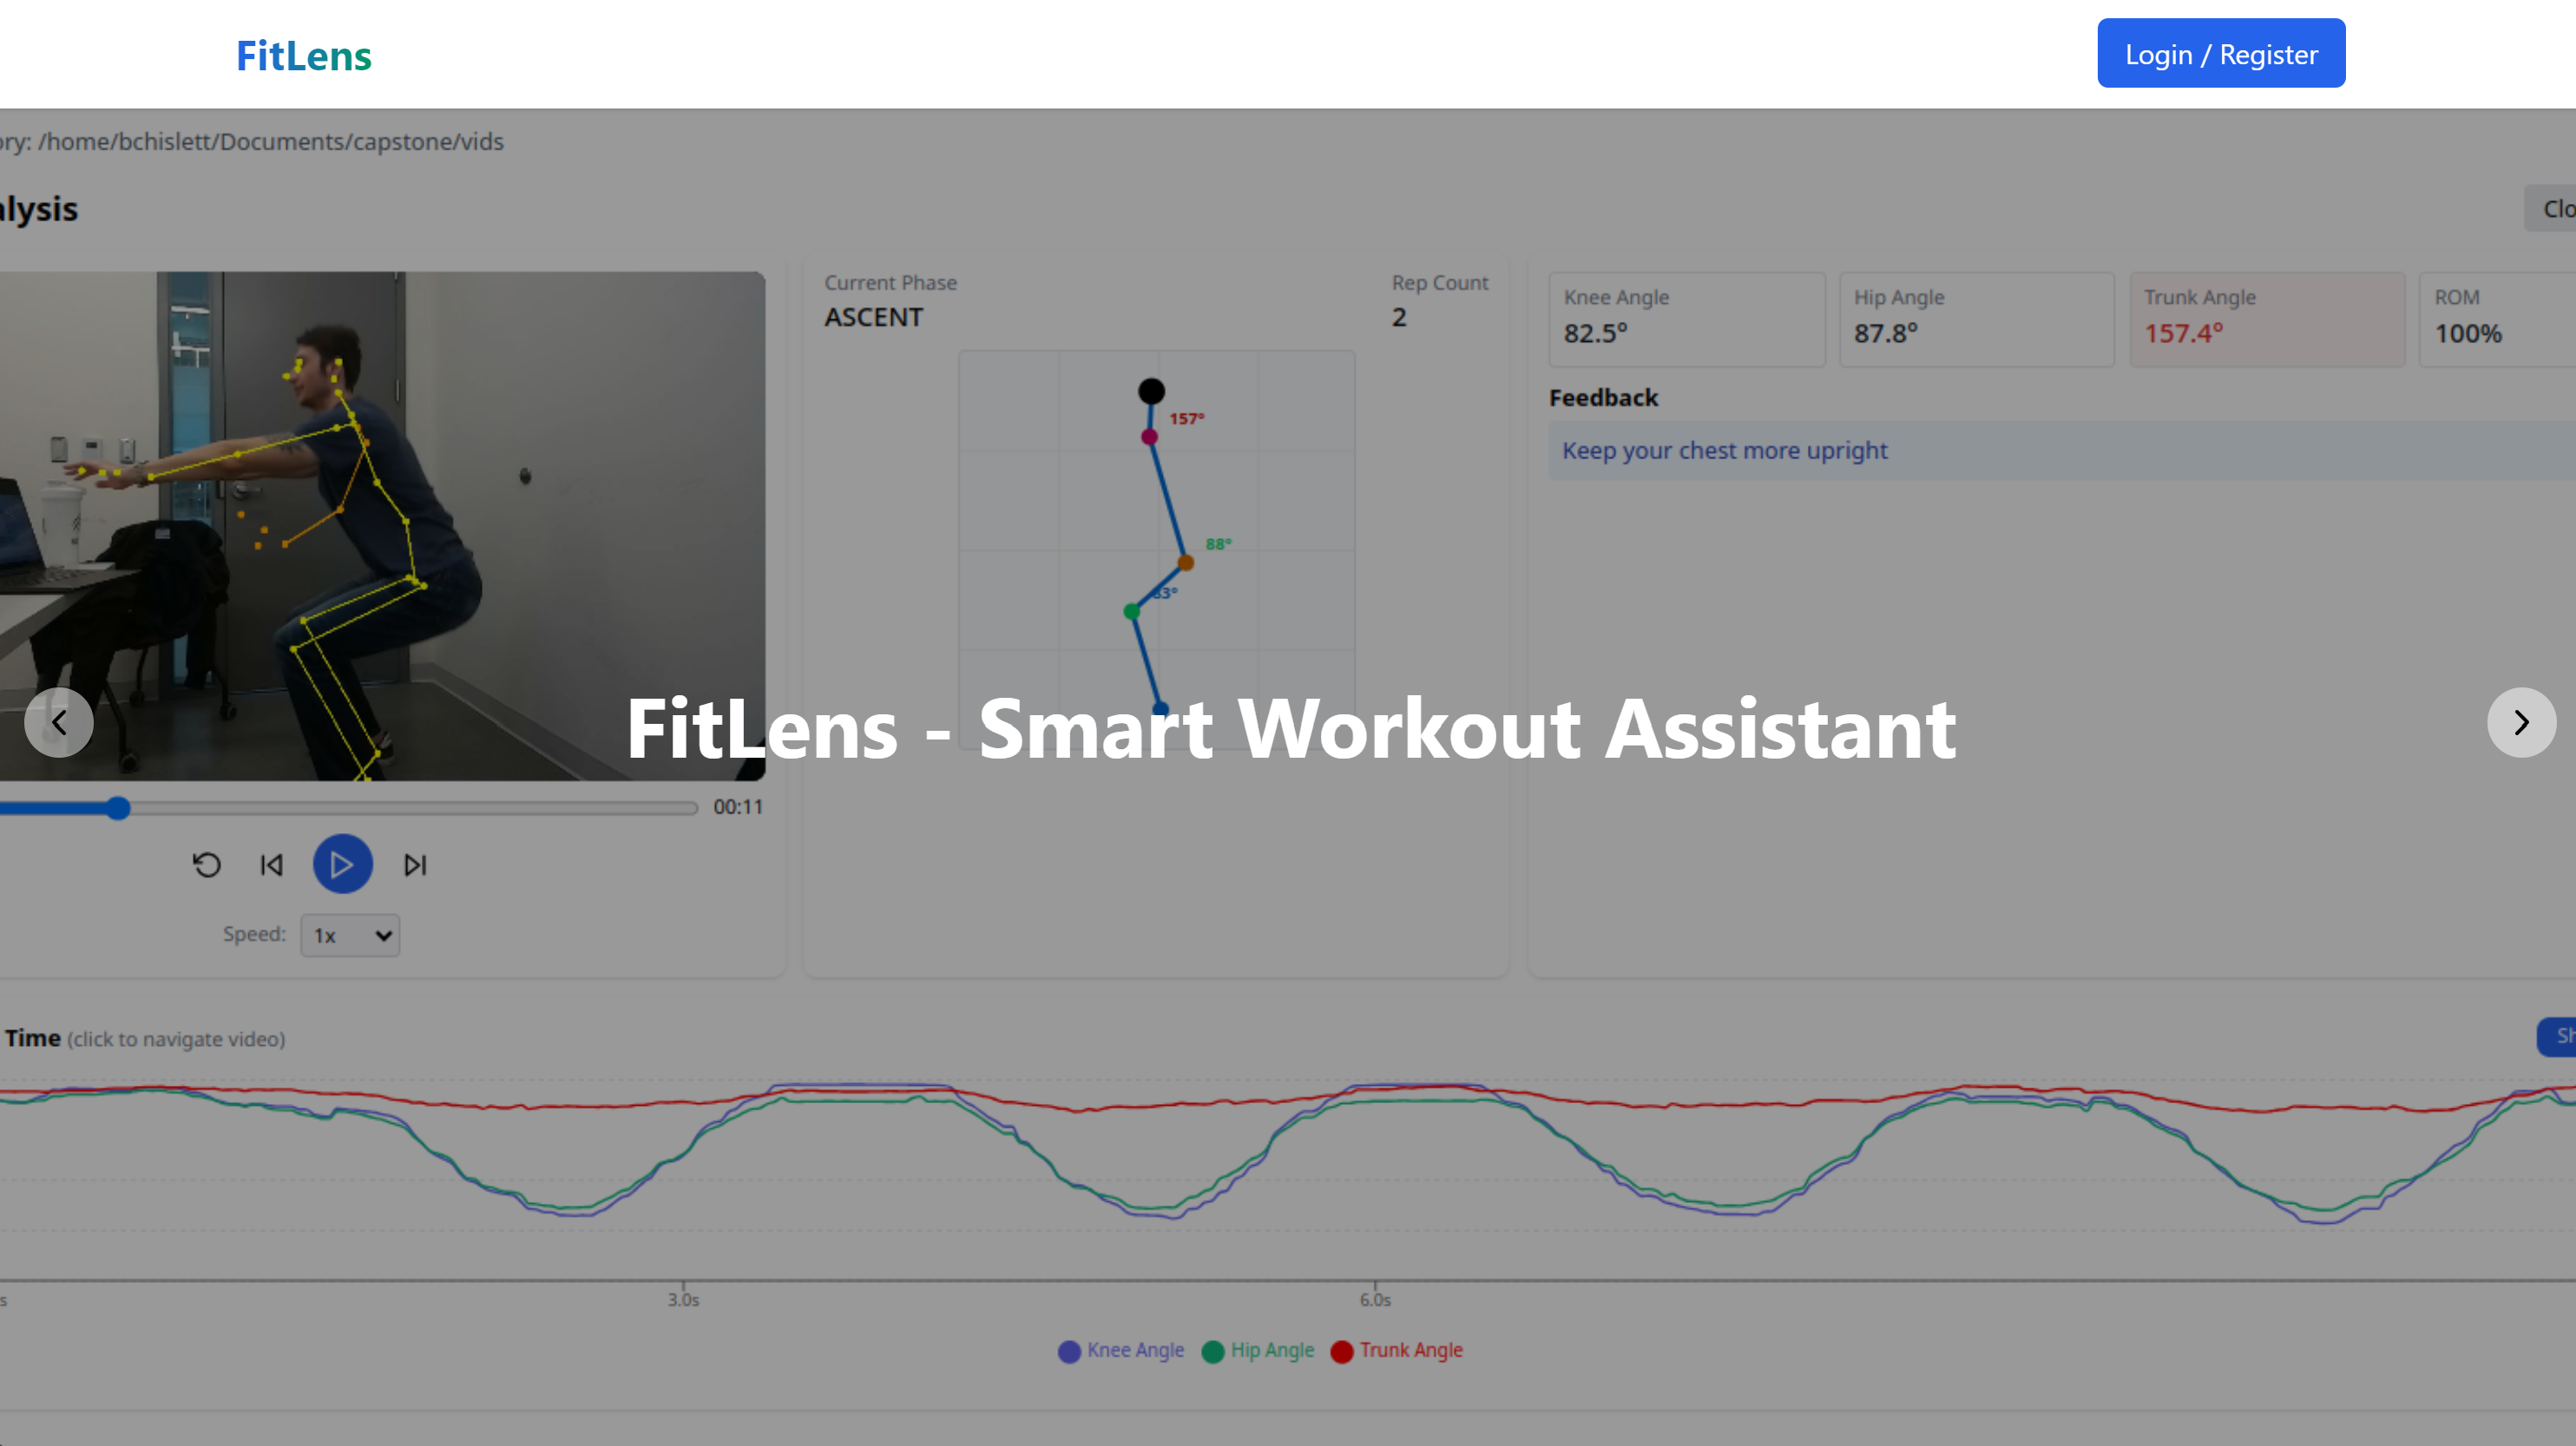 FitLens
Login / Register
ory: /home/bchislett/Documents/capstone/vids
alysis
Clo
Current Phase
ASCENT
Rep Count
2
157°
88°
83°
Knee Angle
82.5°
Hip Angle
87.8°
Trunk Angle
157.4°
ROM
100%
Feedback
Keep your chest more upright
FitLens - Smart Workout Assistant
00:11
Speed: 1x
Time (click to navigate video)
Sh
s
3.0s
6.0s
Knee Angle Hip Angle Trunk Angle